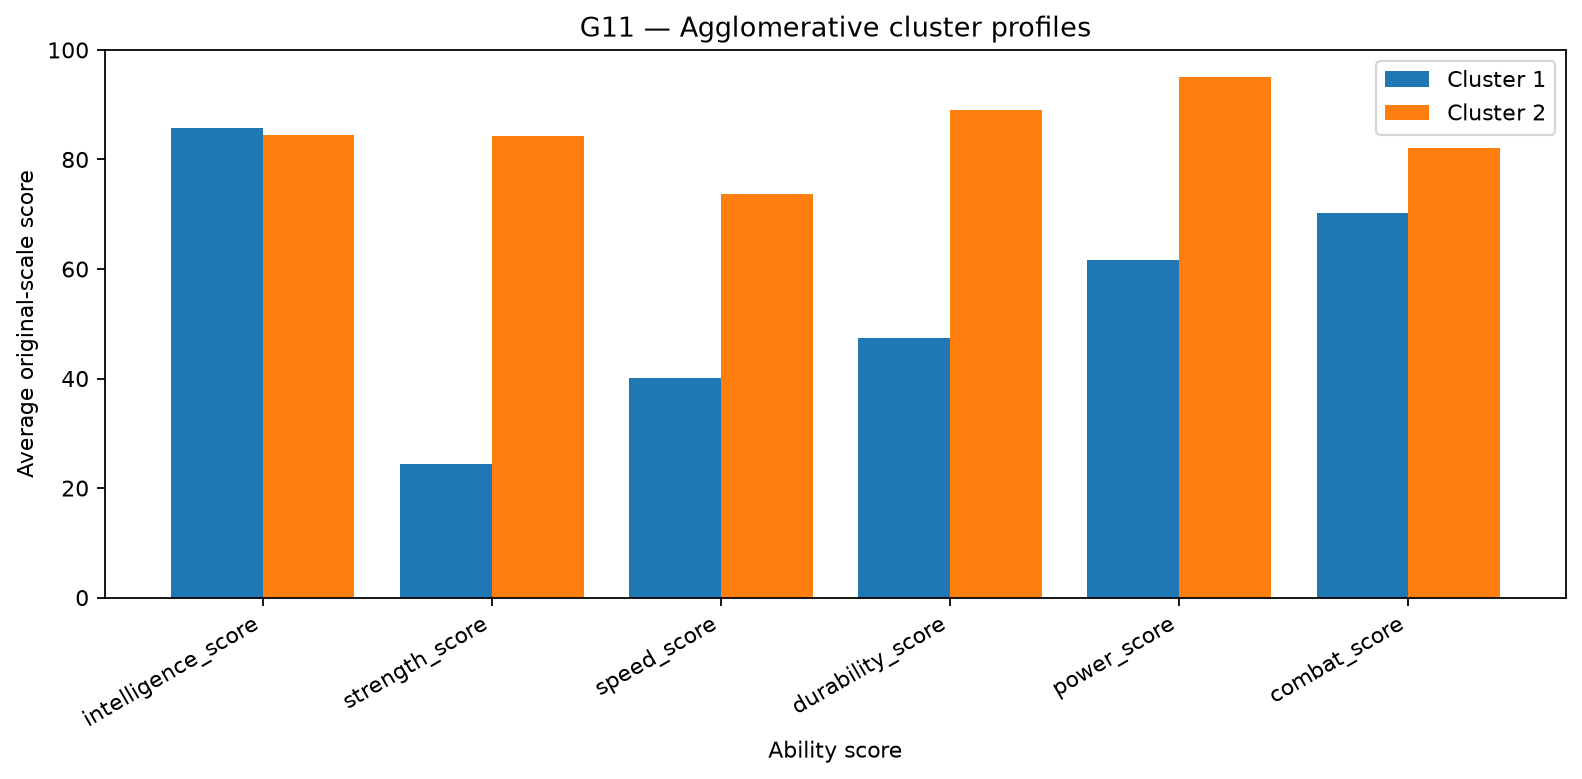 G11 — Agglomerative cluster profiles
Average original-scale score
100
80
60
40
20
0
Cluster 1
Cluster 2
intelligence_score
strength_score
speed_score
durability_score
power_score
combat_score
Ability score